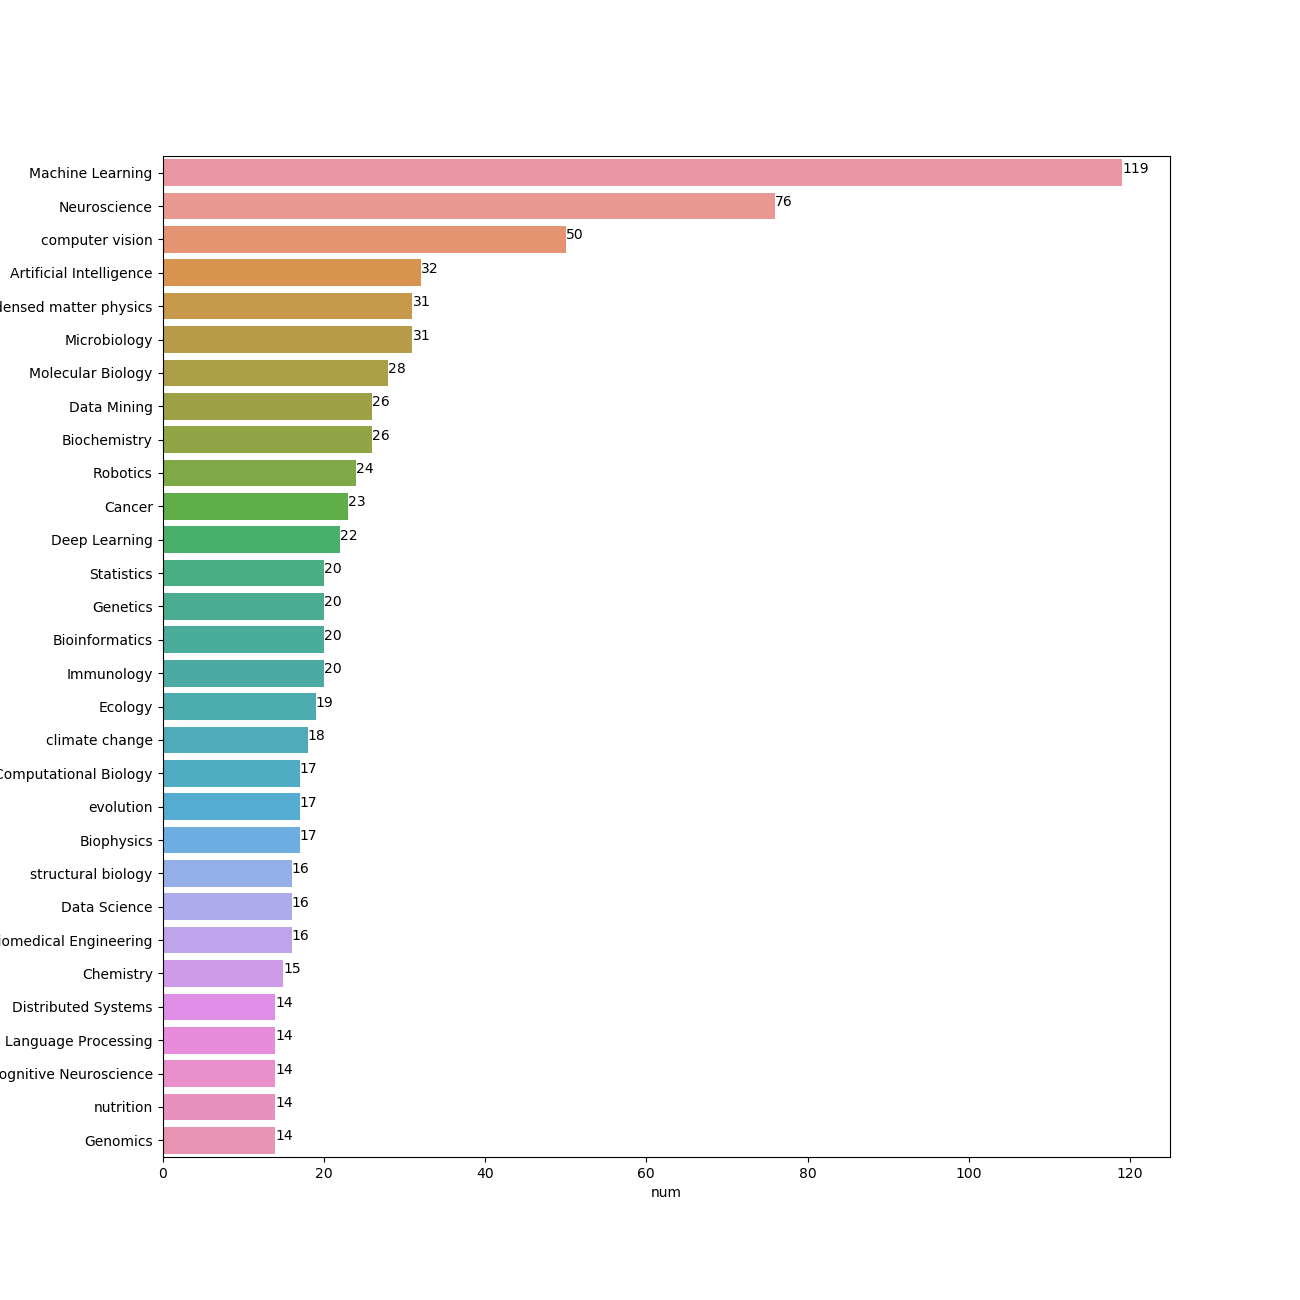 Machine Learning 119
Neuroscience 76
computer vision 50
Artificial Intelligence 32
densed matter physics 31
Microbiology 31
Molecular Biology 28
Data Mining 26
Biochemistry 26
Robotics 24
Cancer 23
Deep Learning 22
Statistics 20
Genetics 20
Bioinformatics 20
Immunology 20
Ecology 19
climate change 18
Computational Biology 17
evolution 17
Biophysics 17
structural biology 16
Data Science 16
iomedical Engineering 16
Chemistry 15
Distributed Systems 14
Language Processing 14
ognitive Neuroscience 14
nutrition 14
Genomics 14
0 20 40 60 80 100 120
num